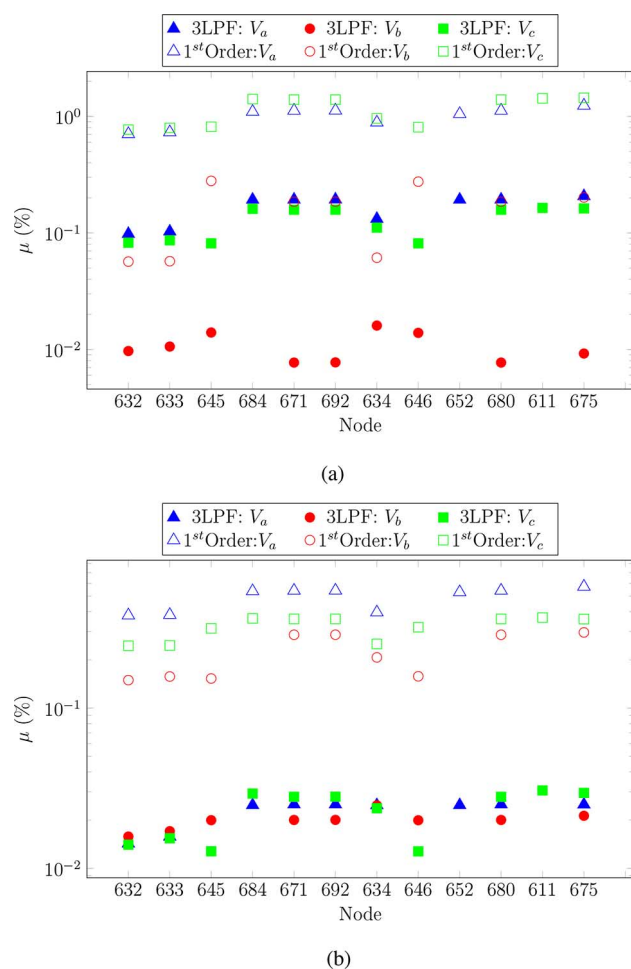 3LPF: Va 3LPF: Vb 3LPF: Vc
1stOrder:Va 1stOrder:Vb 1stOrder:Vc
10^0
10^−1
10^−2
μ (%)
632 633 645 684 671 692 634 646 652 680 611 675
Node
(a)
3LPF: Va 3LPF: Vb 3LPF: Vc
1stOrder:Va 1stOrder:Vb 1stOrder:Vc
10^−1
10^−2
μ (%)
632 633 645 684 671 692 634 646 652 680 611 675
Node
(b)